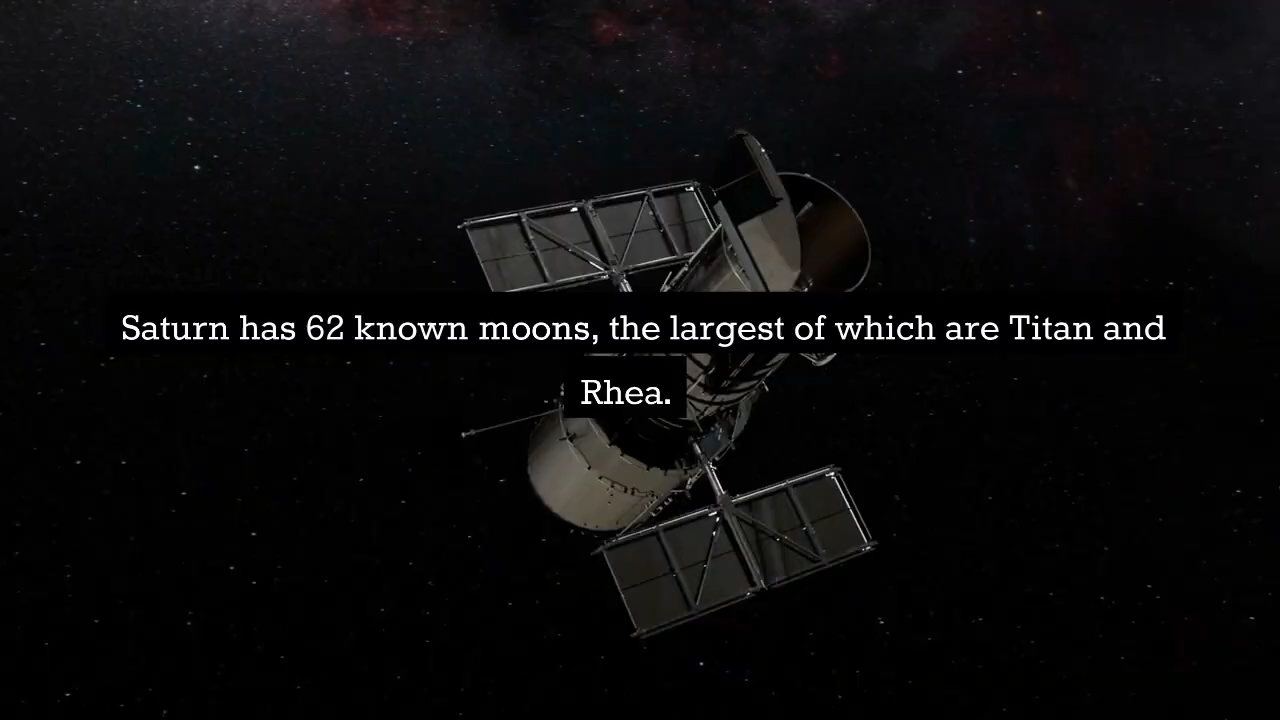 Saturn has 62 known moons, the largest of which are Titan and
Rhea.